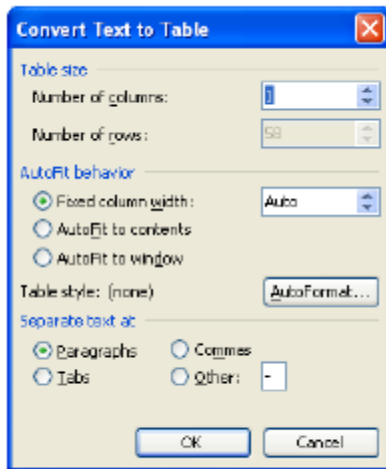 Convert Text to Table
Table size
Number of columns: 1
Number of rows: 58
AutoFit behavior
Fixed column width: Auto
AutoFit to contents
AutoFit to window
Table style: (none) AutoFormat...
Separate text at
Paragraphs Commas
Tabs Other: -
OK Cancel